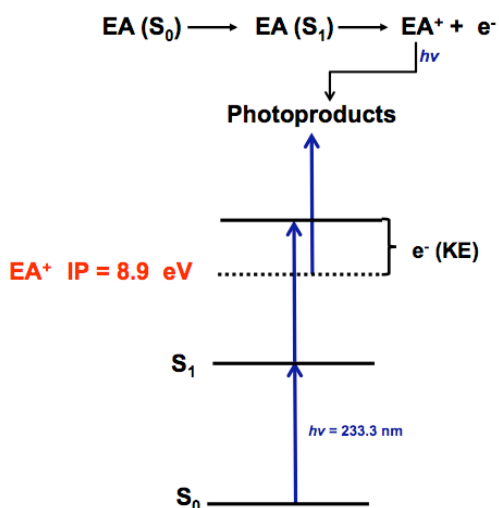 EA (S₀) → EA (S₁) → EA⁺ + e⁻
hv
Photoproducts
e⁻ (KE)
EA⁺ IP = 8.9 eV
S₁
hv = 233.3 nm
S₀